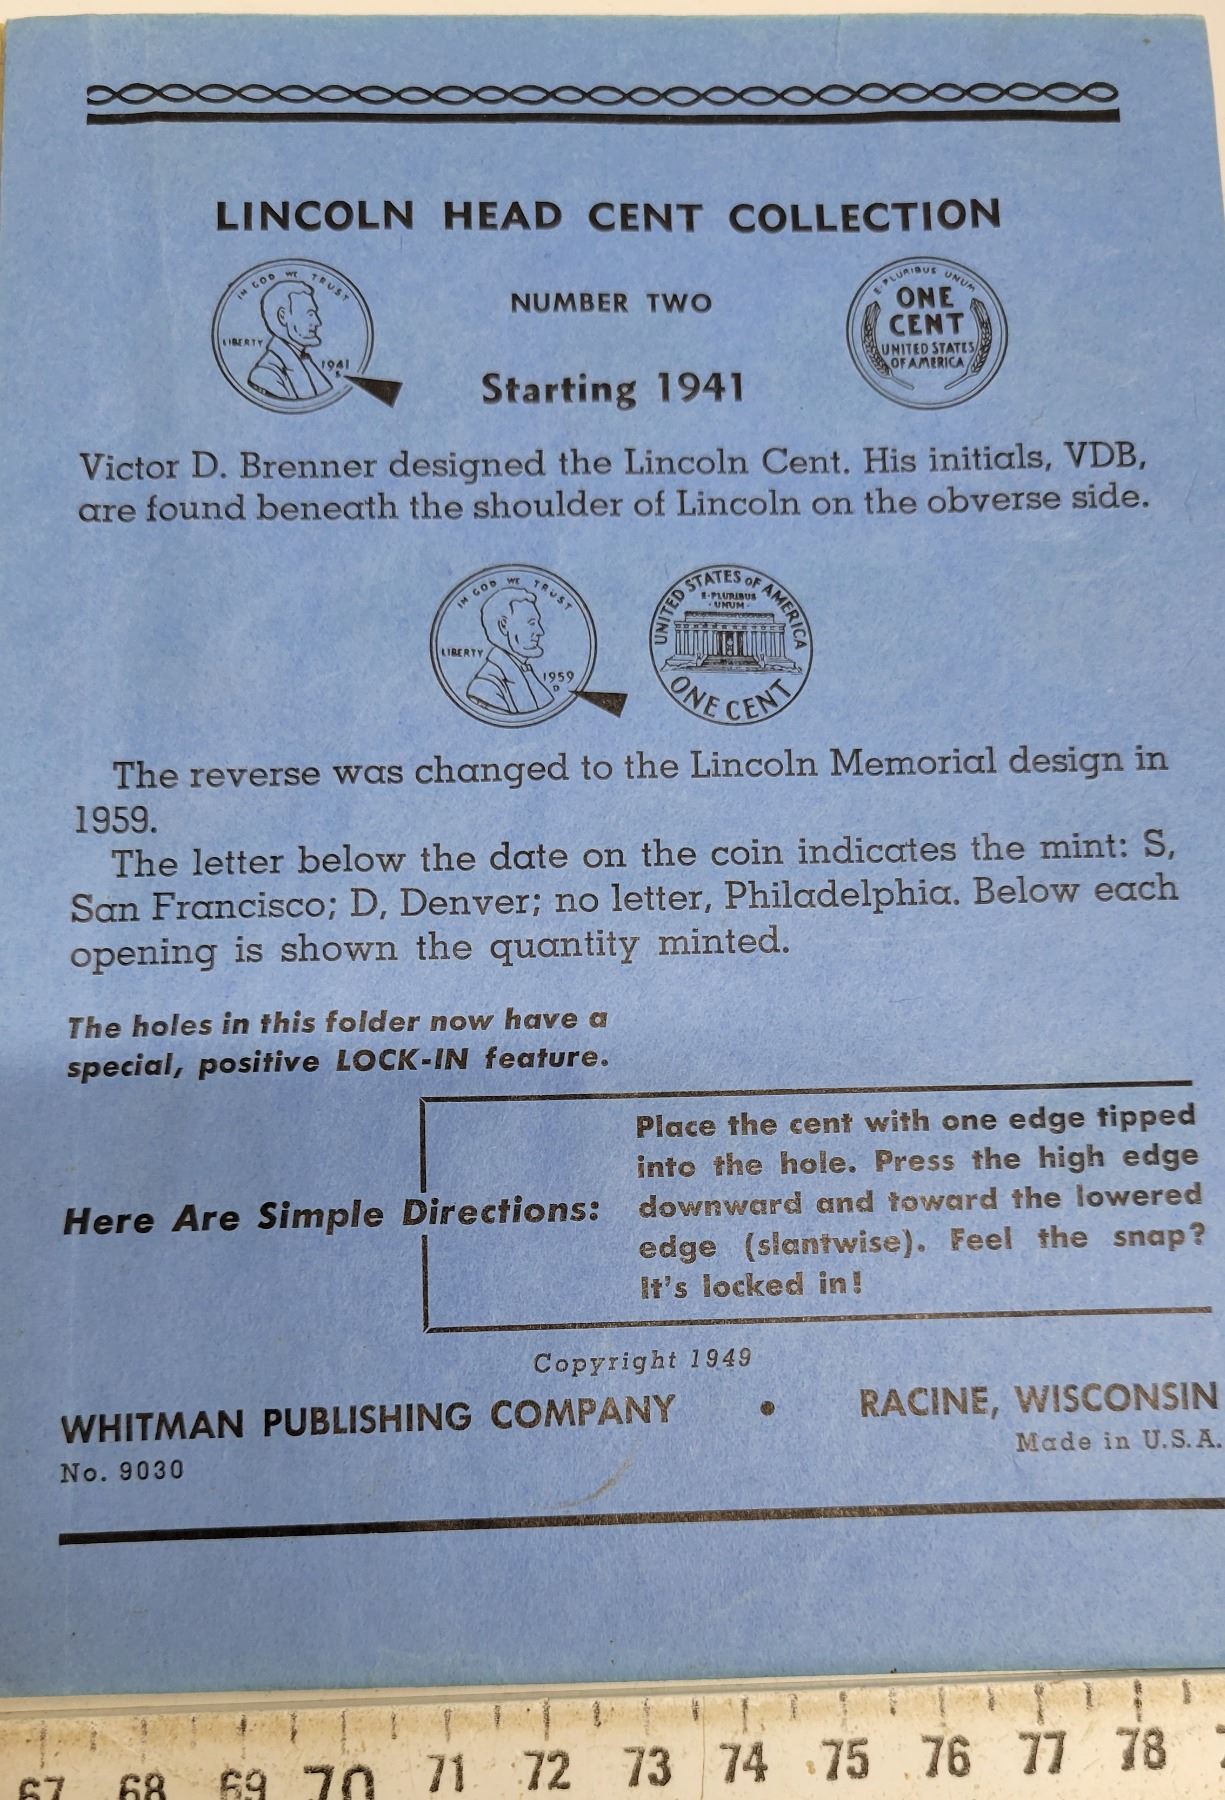 LINCOLN HEAD CENT COLLECTION
IN GOD WE TRUST
LIBERTY
1941
S
NUMBER TWO
Starting 1941
E·PLURIBUS UNUM
ONE
CENT
UNITED STATES
OF AMERICA
Victor D. Brenner designed the Lincoln Cent. His initials, VDB,
are found beneath the shoulder of Lincoln on the obverse side.
IN GOD WE TRUST
LIBERTY
1959
D
UNITED STATES OF AMERICA
E·PLURIBUS
·UNUM·
ONE CENT
The reverse was changed to the Lincoln Memorial design in
1959.
The letter below the date on the coin indicates the mint: S,
San Francisco; D, Denver; no letter, Philadelphia. Below each
opening is shown the quantity minted.
The holes in this folder now have a
special, positive LOCK-IN feature.
Here Are Simple Directions:
Place the cent with one edge tipped
into the hole. Press the high edge
downward and toward the lowered
edge (slantwise). Feel the snap?
It's locked in!
Copyright 1949
WHITMAN PUBLISHING COMPANY • RACINE, WISCONSIN
No. 9030
Made in U.S.A.
67 68 69 70 71 72 73 74 75 76 77 78